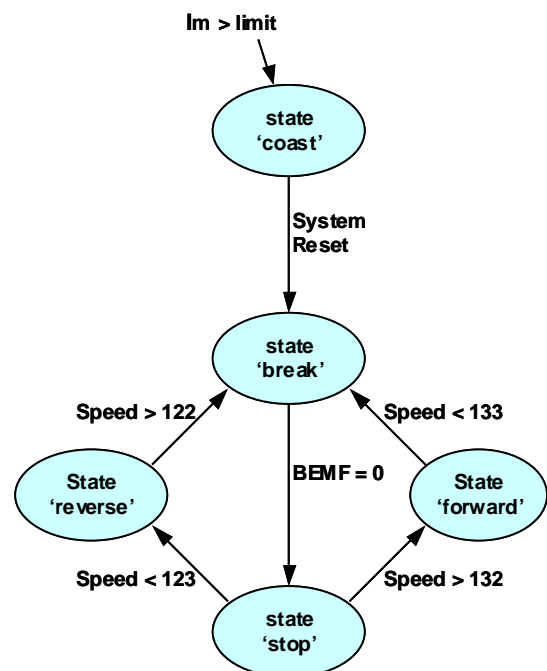 Im > limit
state
‘coast’
System
Reset
state
‘break’
Speed > 122
Speed < 133
BEMF = 0
State
‘reverse’
State
‘forward’
Speed < 123
Speed > 132
state
‘stop’